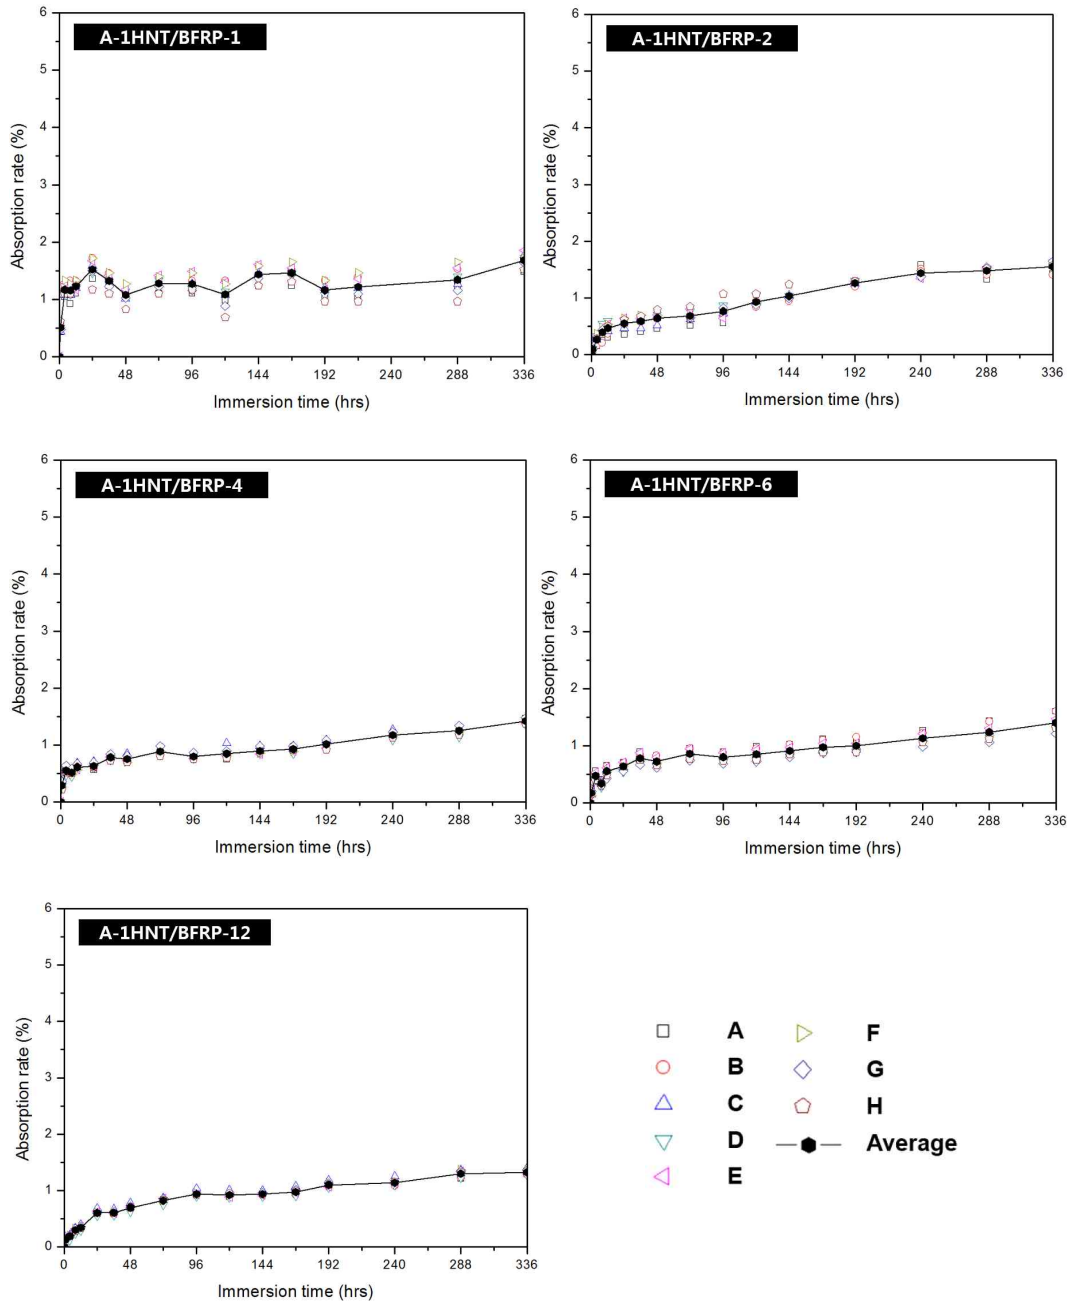 A-1HNT/BFRP-1
6
5
4
3
2
1
0
Absorption rate (%)
0 48 96 144 192 240 288 336
Immersion time (hrs)
A-1HNT/BFRP-2
6
5
4
3
2
1
0
Absorption rate (%)
0 48 96 144 192 240 288 336
Immersion time (hrs)
A-1HNT/BFRP-4
6
5
4
3
2
1
0
Absorption rate (%)
0 48 96 144 192 240 288 336
Immersion time (hrs)
A-1HNT/BFRP-6
6
5
4
3
2
1
0
Absorption rate (%)
0 48 96 144 192 240 288 336
Immersion time (hrs)
A-1HNT/BFRP-12
6
5
4
3
2
1
0
Absorption rate (%)
0 48 96 144 192 240 288 336
Immersion time (hrs)
A F
B G
C H
D Average
E